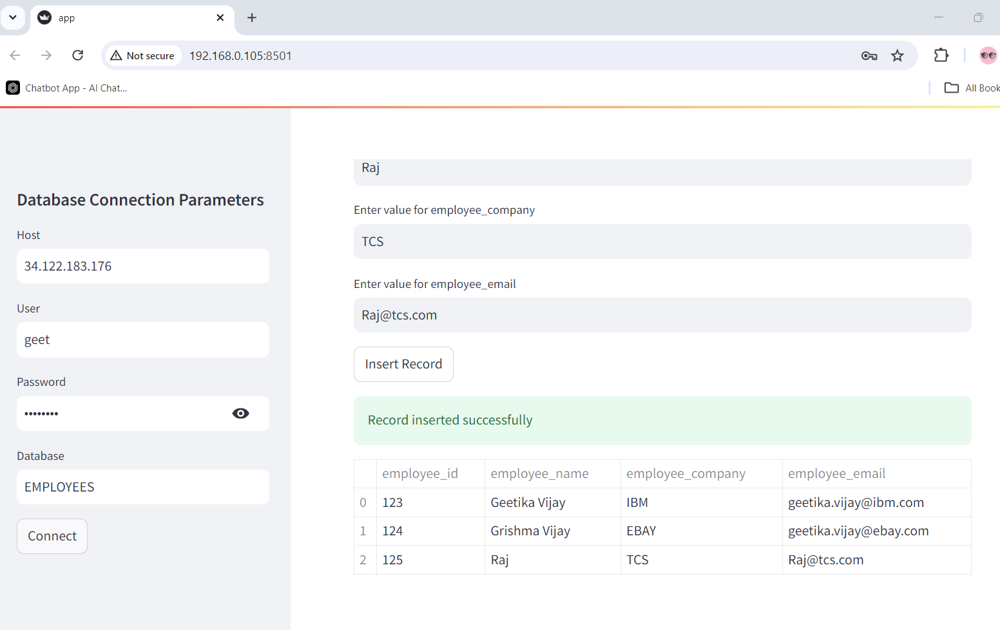 app
Not secure
192.168.0.105:8501
Chatbot App - AI Chat...
All Book
Database Connection Parameters
Host
34.122.183.176
User
geet
Password
••••••••
Database
EMPLOYEES
Connect
Raj
Enter value for employee_company
TCS
Enter value for employee_email
Raj@tcs.com
Insert Record
Record inserted successfully
employee_id employee_name employee_company employee_email
0 123 Geetika Vijay IBM geetika.vijay@ibm.com
1 124 Grishma Vijay EBAY geetika.vijay@ebay.com
2 125 Raj TCS Raj@tcs.com